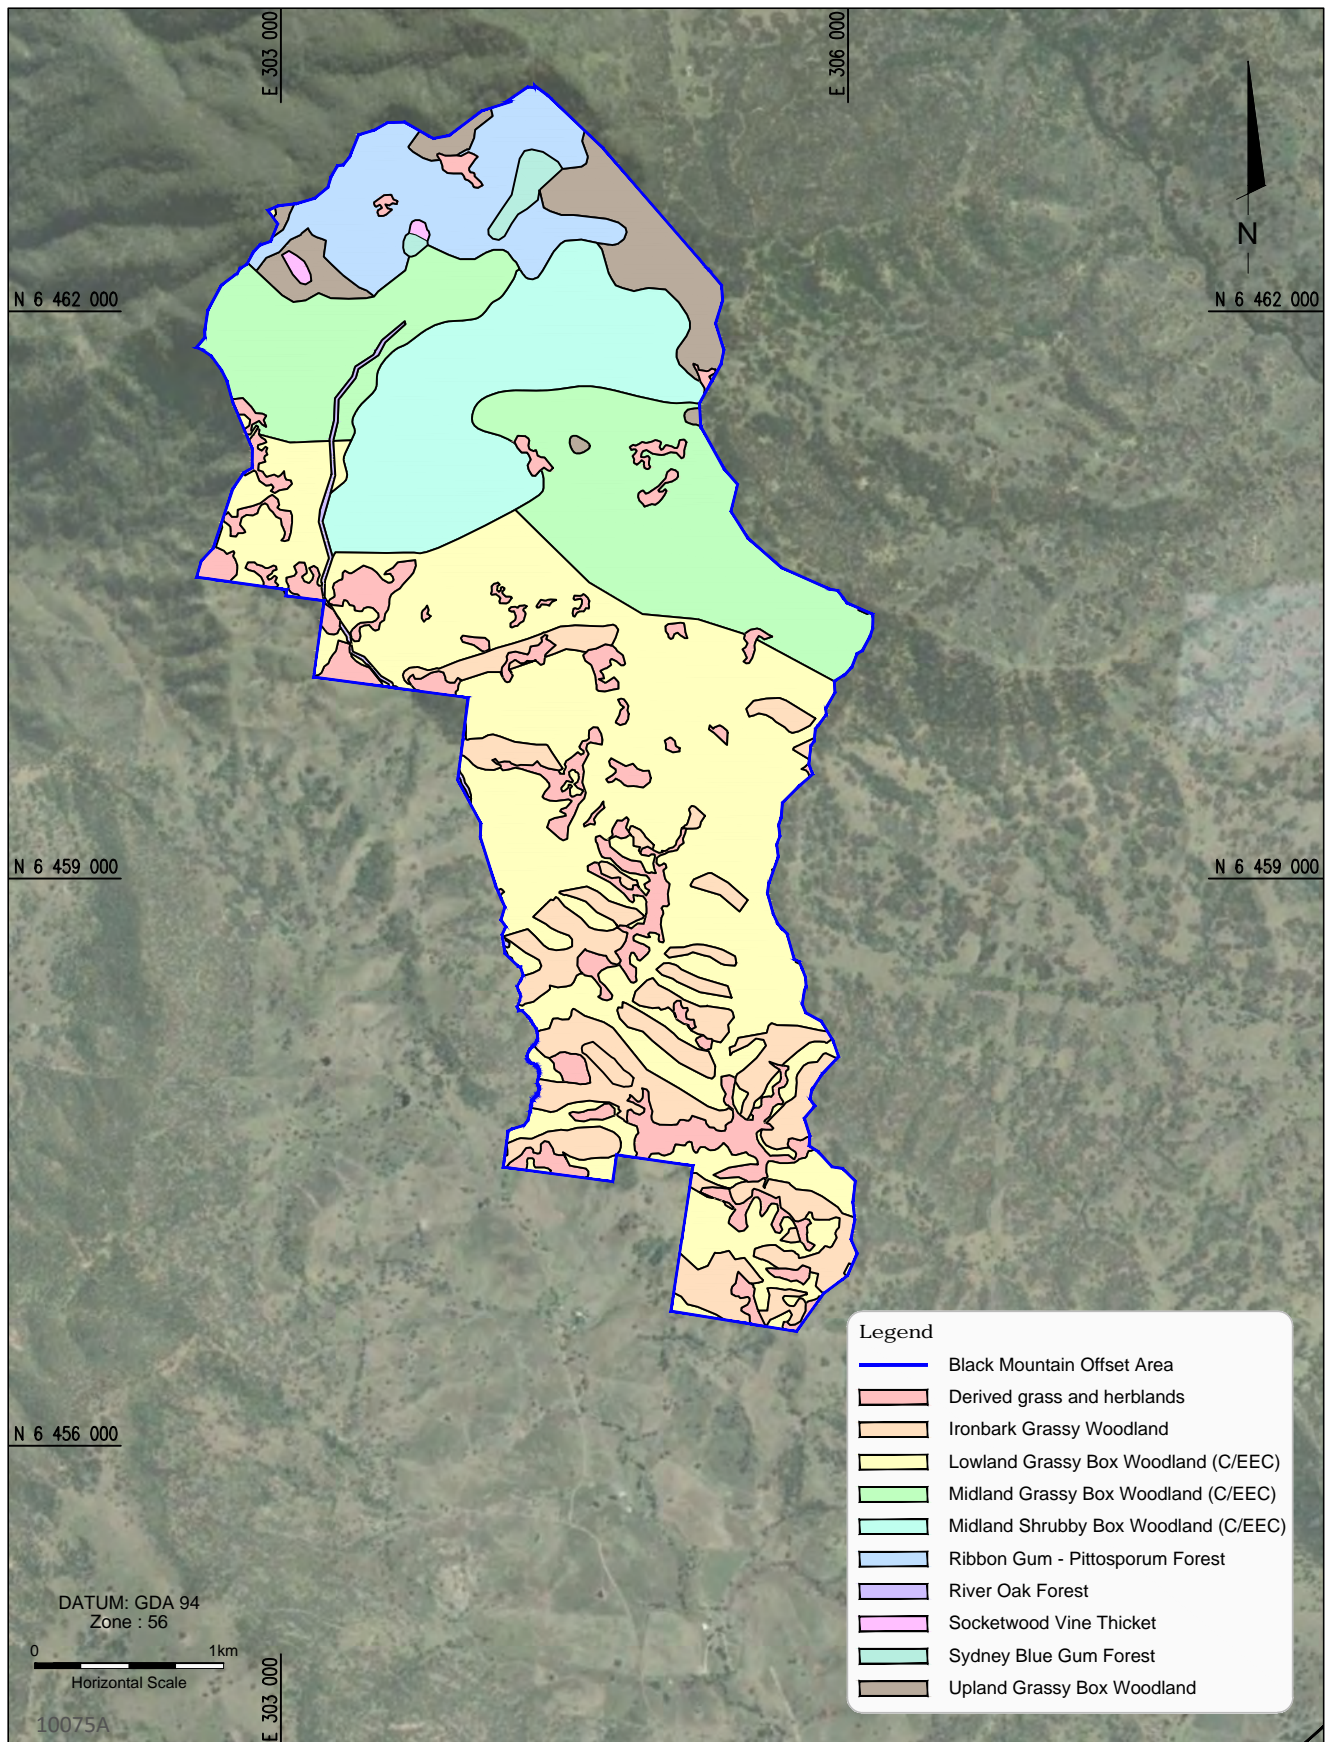 E 303 000
E 306 000
N
N 6 462 000
N 6 462 000
N 6 459 000
N 6 459 000
N 6 456 000
Legend
Black Mountain Offset Area
Derived grass and herblands
Ironbark Grassy Woodland
Lowland Grassy Box Woodland (C/EEC)
Midland Grassy Box Woodland (C/EEC)
Midland Shrubby Box Woodland (C/EEC)
Ribbon Gum - Pittosporum Forest
River Oak Forest
Socketwood Vine Thicket
Sydney Blue Gum Forest
Upland Grassy Box Woodland
DATUM: GDA 94
Zone : 56
0 1km
Horizontal Scale
10075A
E 303 000